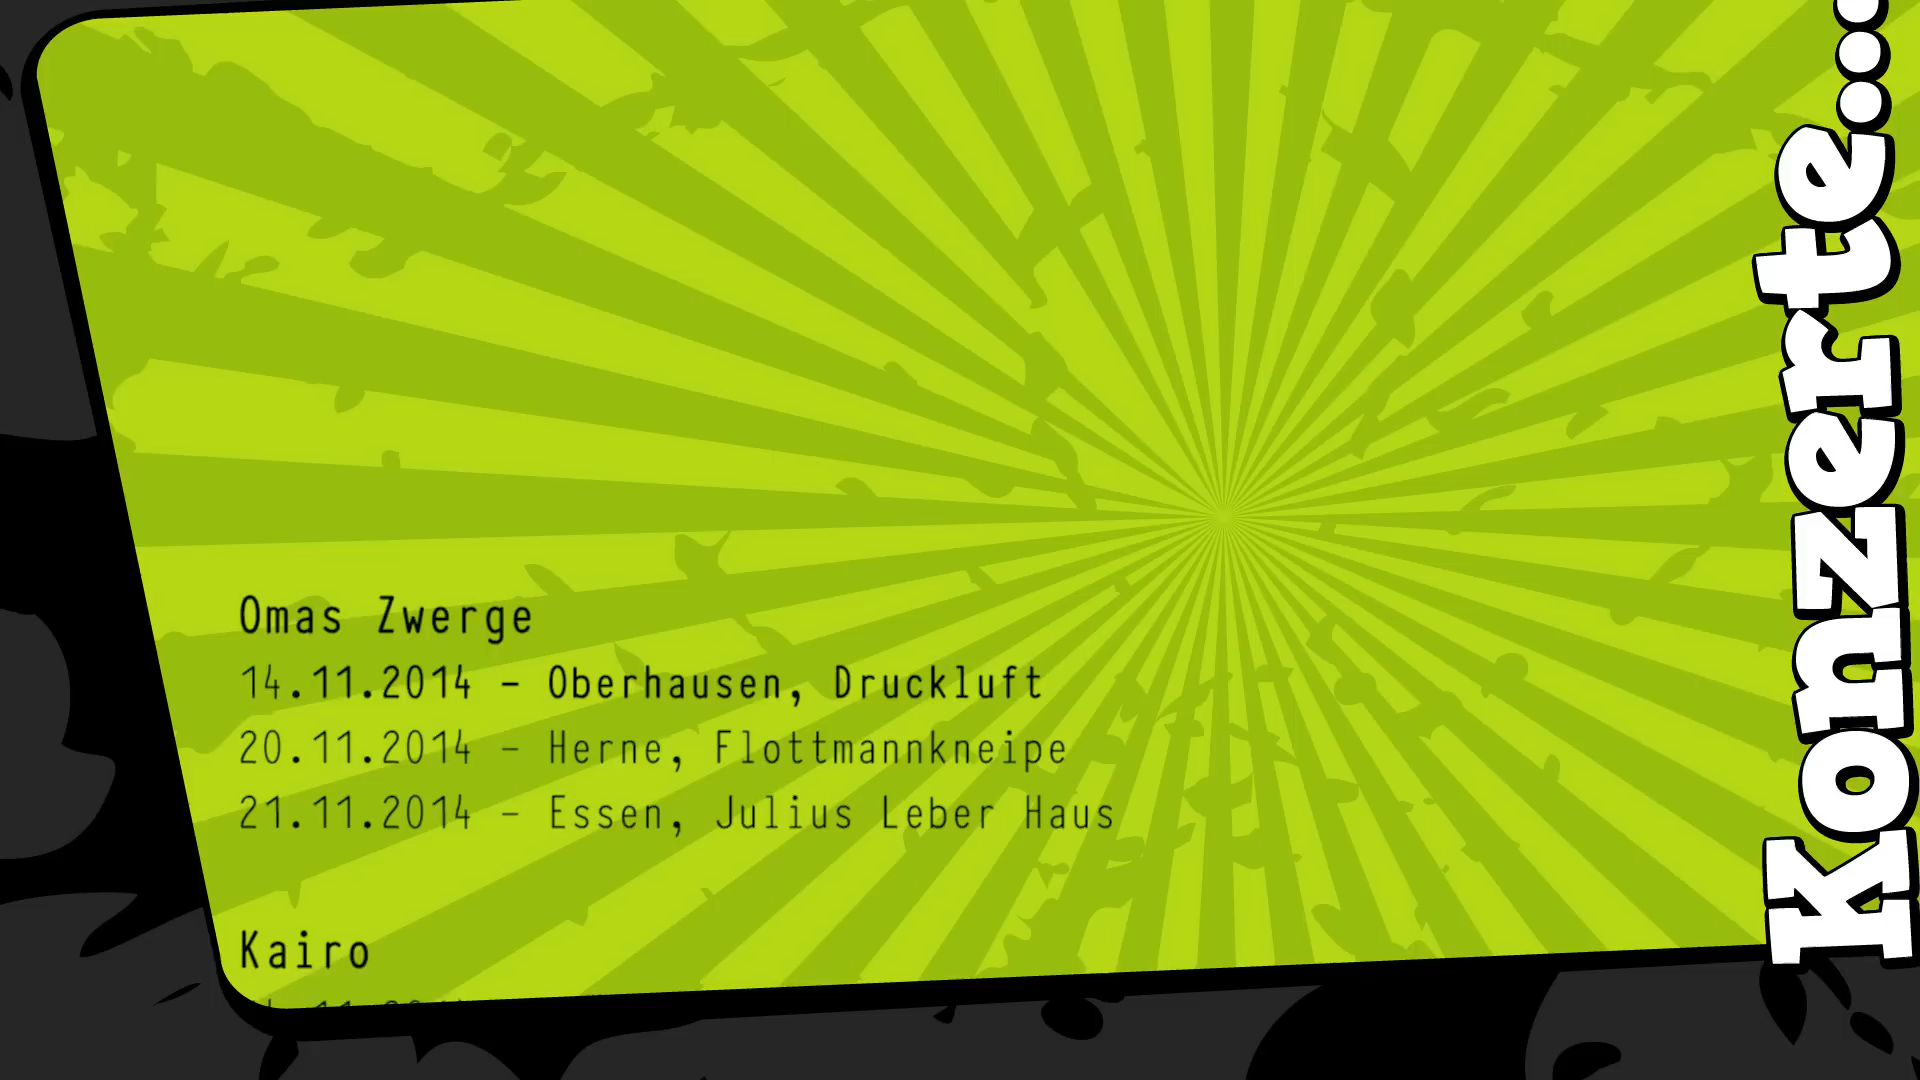 Omas Zwerge
14.11.2014 - Oberhausen, Druckluft
20.11.2014 - Herne, Flottmannkneipe
21.11.2014 - Essen, Julius Leber Haus
Kairo
Konzerte...